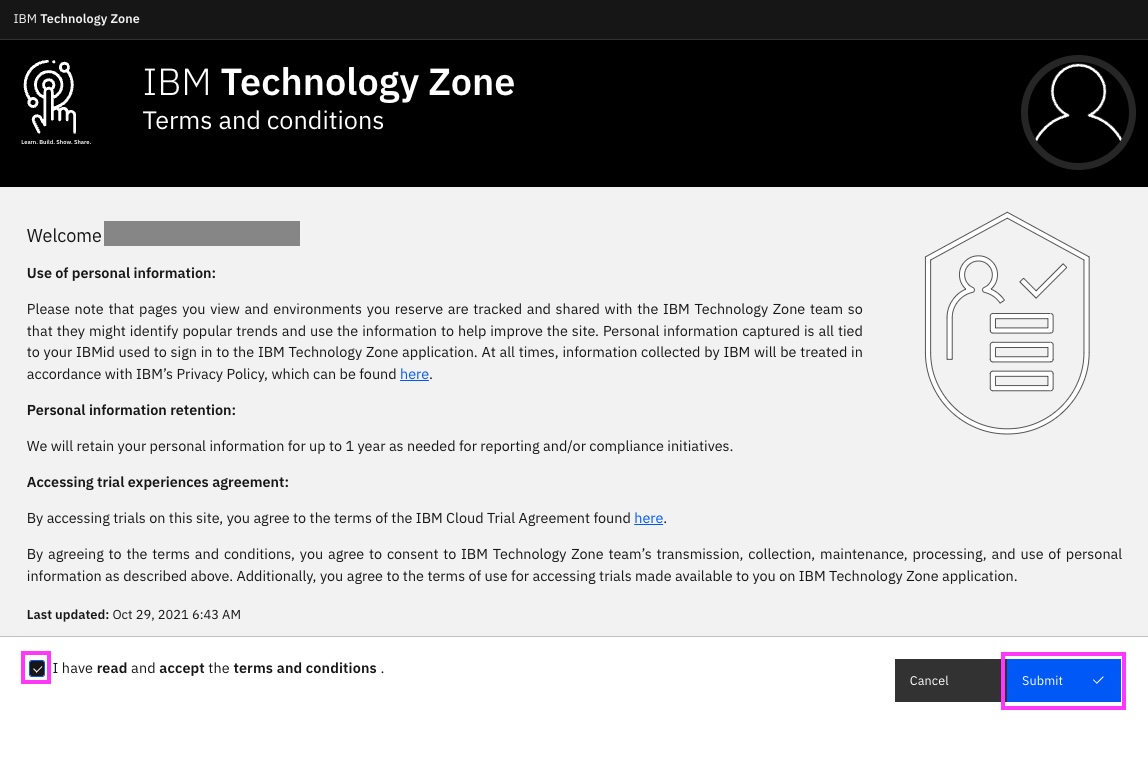 IBM Technology Zone
IBM Technology Zone
Terms and conditions
Learn. Build. Show. Share.
Welcome
Use of personal information:
Please note that pages you view and environments you reserve are tracked and shared with the IBM Technology Zone team so
that they might identify popular trends and use the information to help improve the site. Personal information captured is all tied
to your IBMid used to sign in to the IBM Technology Zone application. At all times, information collected by IBM will be treated in
accordance with IBM’s Privacy Policy, which can be found here.
Personal information retention:
We will retain your personal information for up to 1 year as needed for reporting and/or compliance initiatives.
Accessing trial experiences agreement:
By accessing trials on this site, you agree to the terms of the IBM Cloud Trial Agreement found here.
By agreeing to the terms and conditions, you agree to consent to IBM Technology Zone team’s transmission, collection, maintenance, processing, and use of personal
information as described above. Additionally, you agree to the terms of use for accessing trials made available to you on IBM Technology Zone application.
Last updated: Oct 29, 2021 6:43 AM
I have read and accept the terms and conditions .
Cancel
Submit